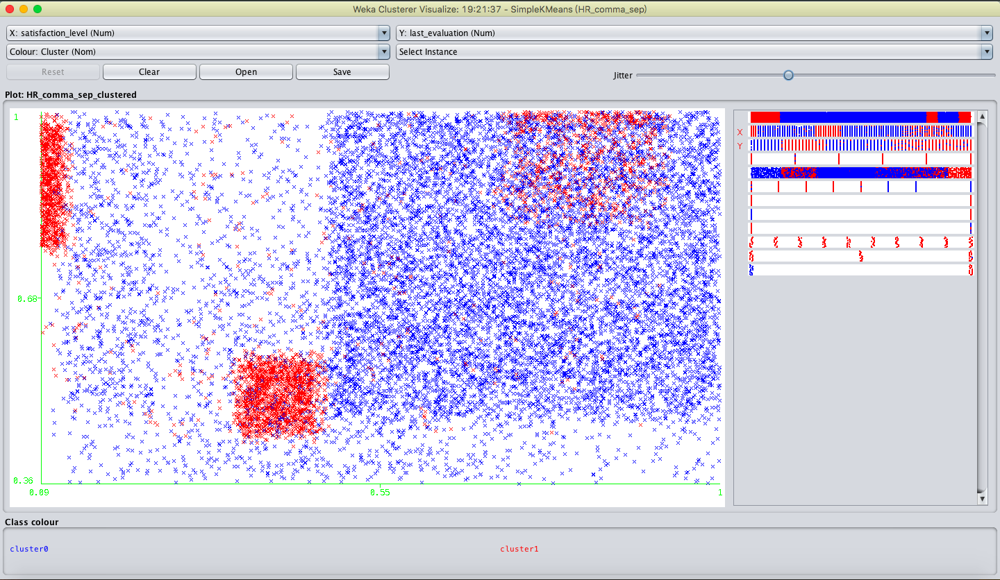 Weka Clusterer Visualize: 19:21:37 - SimpleKMeans (HR_comma_sep)
X: satisfaction_level (Num)
Y: last_evaluation (Num)
Colour: Cluster (Nom)
Select Instance
Reset
Clear
Open
Save
Jitter
Plot: HR_comma_sep_clustered
1
0.68
0.36
0.09
0.55
1
X
Y
Class colour
cluster0
cluster1